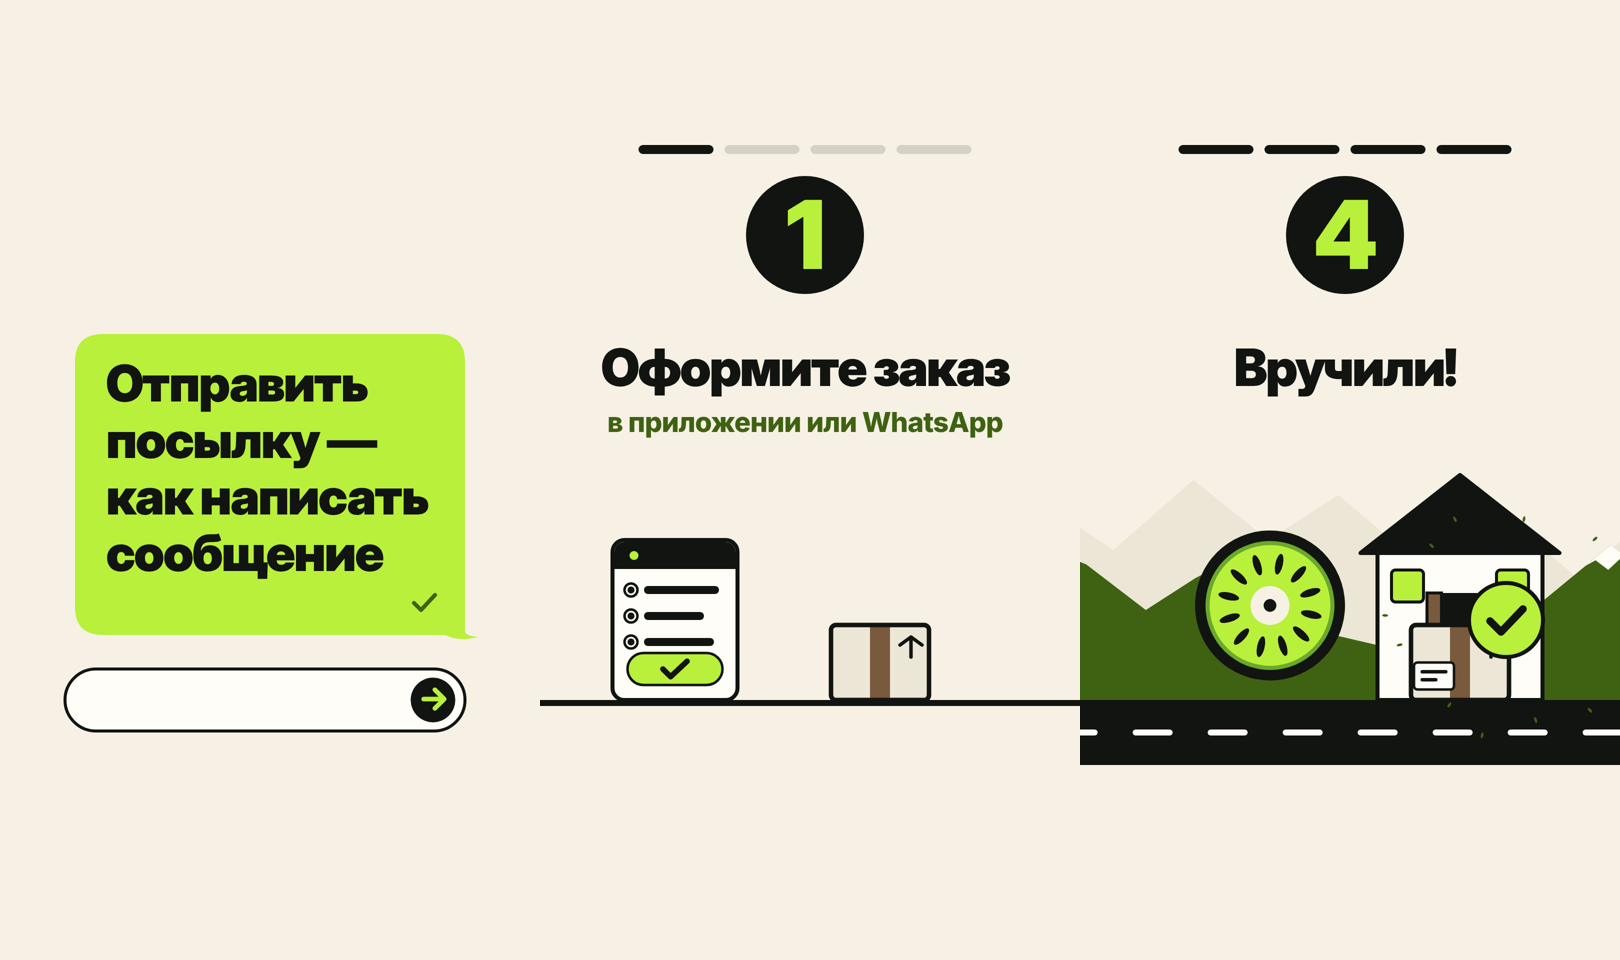 Отправить
посылку —
как написать
сообщение
1
Оформите заказ
в приложении или WhatsApp
4
Вручили!